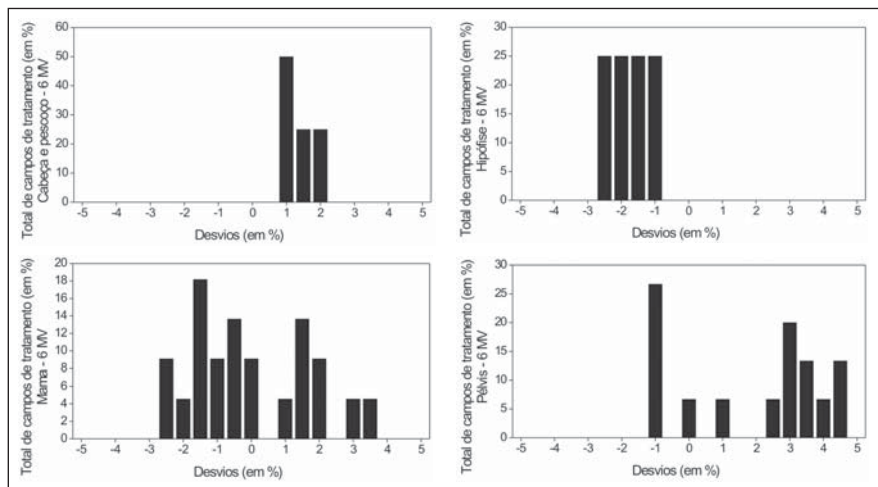 Total de campos de tratamento (em %)
Cabeça e pescoço - 6 MV
60
50
40
30
20
10
0
-5 -4 -3 -2 -1 0 1 2 3 4 5
Desvios (em %)
Total de campos de tratamento (em %)
Hipófise - 6 MV
30
25
20
15
10
5
0
-5 -4 -3 -2 -1 0 1 2 3 4 5
Desvios (em %)
Total de campos de tratamento (em %)
Mama - 6 MV
20
18
16
14
12
10
8
6
4
2
0
-5 -4 -3 -2 -1 0 1 2 3 4 5
Desvios (em %)
Total de campos de tratamento (em %)
Pélvis - 6 MV
30
25
20
15
10
5
0
-5 -4 -3 -2 -1 0 1 2 3 4 5
Desvios (em %)